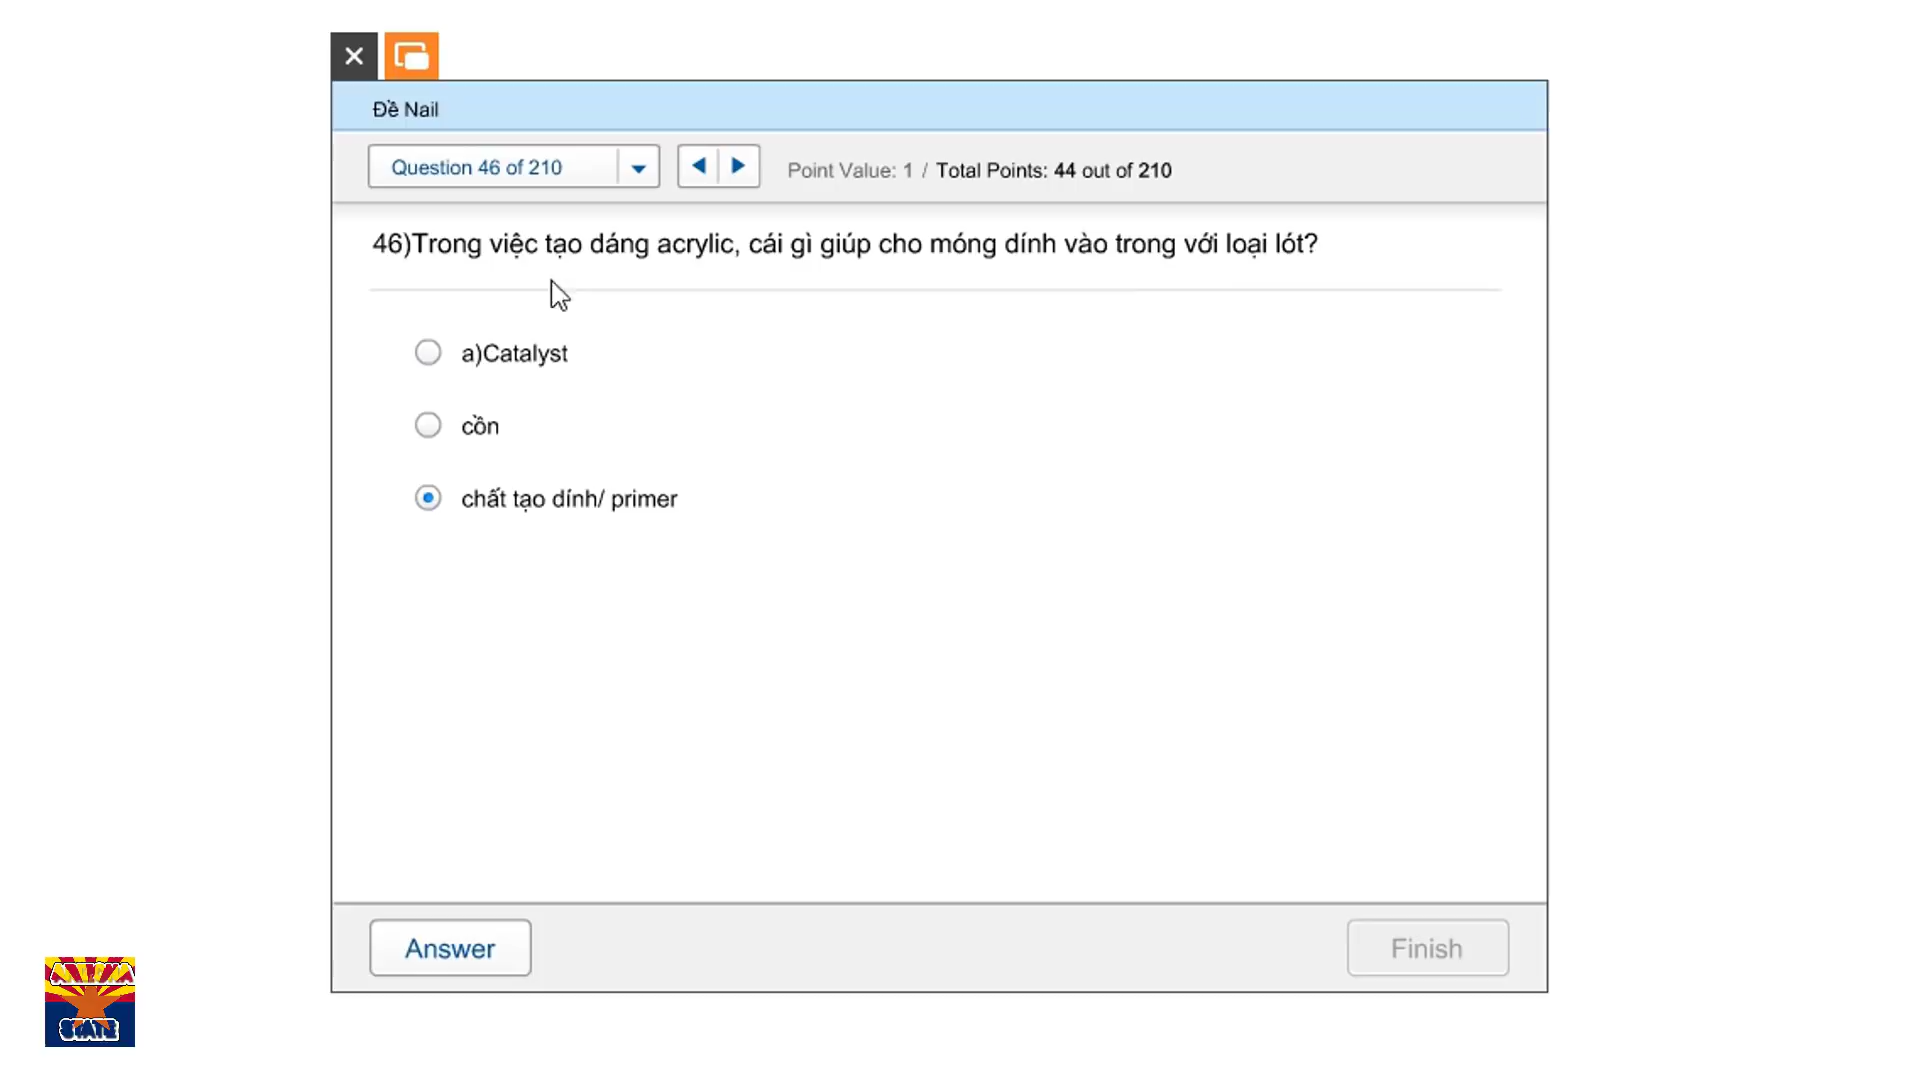 Đề Nail
Question 46 of 210
Point Value: 1 / Total Points: 44 out of 210
46)Trong việc tạo dáng acrylic, cái gì giúp cho móng dính vào trong với loại lót?
a)Catalyst
cồn
chất tạo dính/ primer
Answer
Finish
ARIZONA
STATE